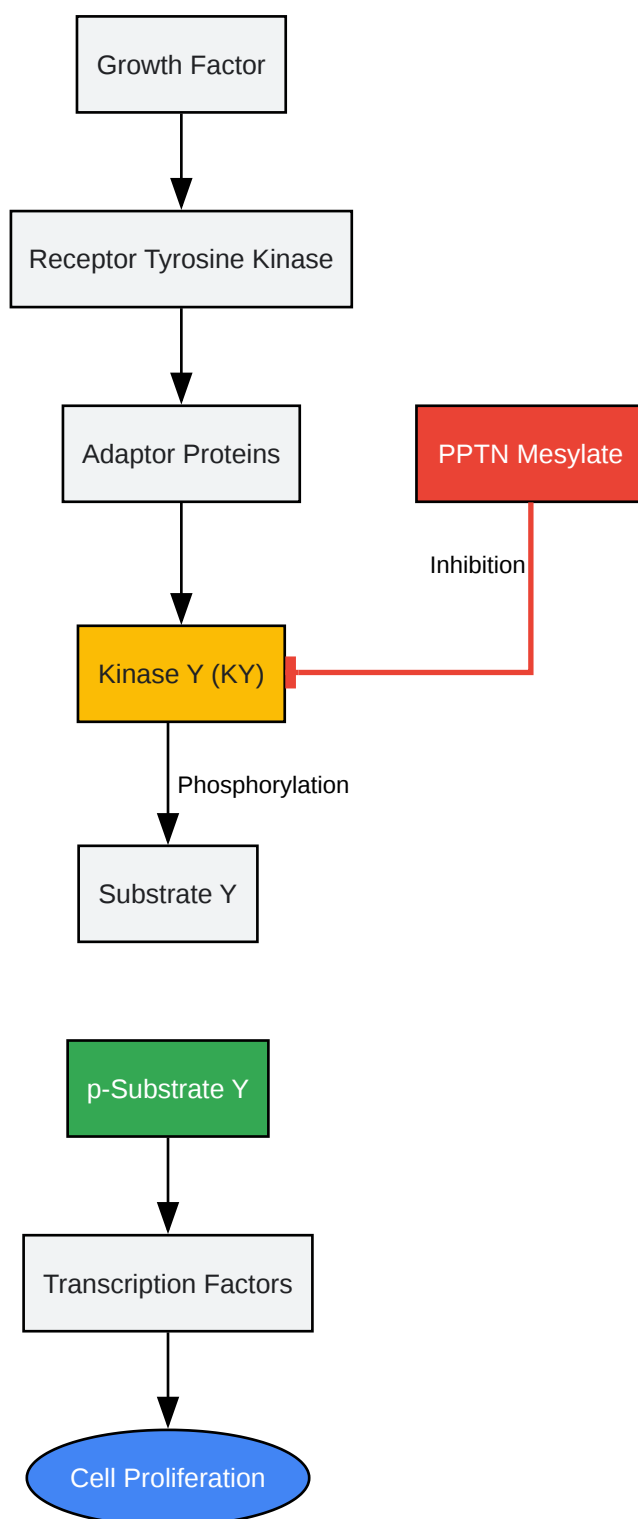 Growth Factor
Receptor Tyrosine Kinase
Adaptor Proteins
PPTN Mesylate
Inhibition
Kinase Y (KY)
Phosphorylation
Substrate Y
p-Substrate Y
Transcription Factors
Cell Proliferation